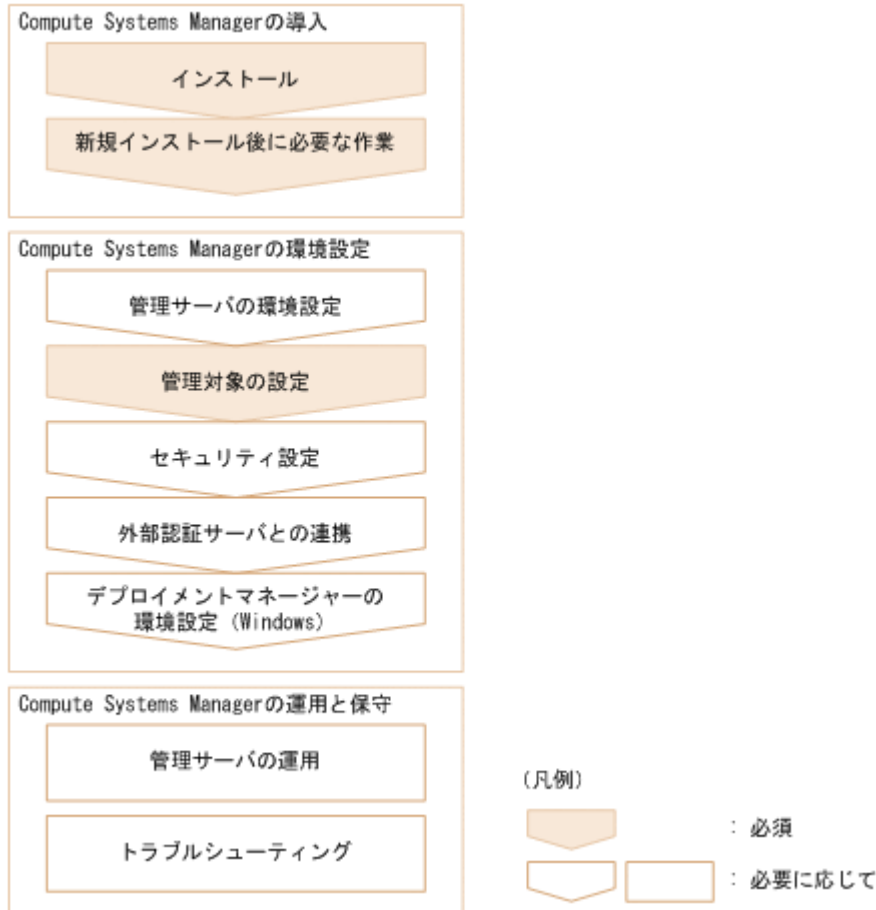 Compute Systems Managerの導入
インストール
新規インストール後に必要な作業
Compute Systems Managerの環境設定
管理サーバの環境設定
管理対象の設定
セキュリティ設定
外部認証サーバとの連携
デプロイメントマネージャーの
環境設定 (Windows)
Compute Systems Managerの運用と保守
管理サーバの運用
トラブルシューティング
(凡例)
: 必須
: 必要に応じて